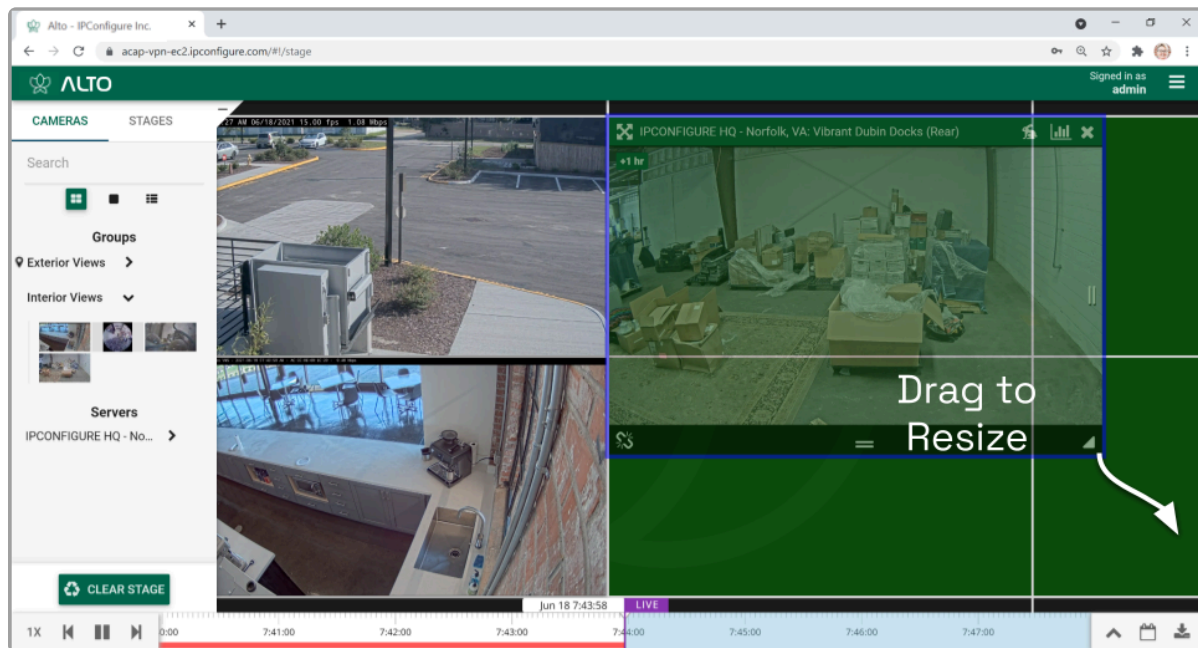 Alto - IPConfigure Inc.
acap-vpn-ec2.ipconfigure.com/#!/stage
ALTO
Signed in as
admin
CAMERAS STAGES
Search
Groups
Exterior Views
Interior Views
Servers
IPCONFIGURE HQ - No...
CLEAR STAGE
:27 AM 06/18/2021 15.00 fps 1.08 Mbps
IPCONFIGURE HQ - Norfolk, VA: Vibrant Dubin Docks (Rear)
+1 hr
Drag to
Resize
Jun 18 7:43:58 LIVE
1X 0:00 7:41:00 7:42:00 7:43:00 7:44:00 7:45:00 7:46:00 7:47:00